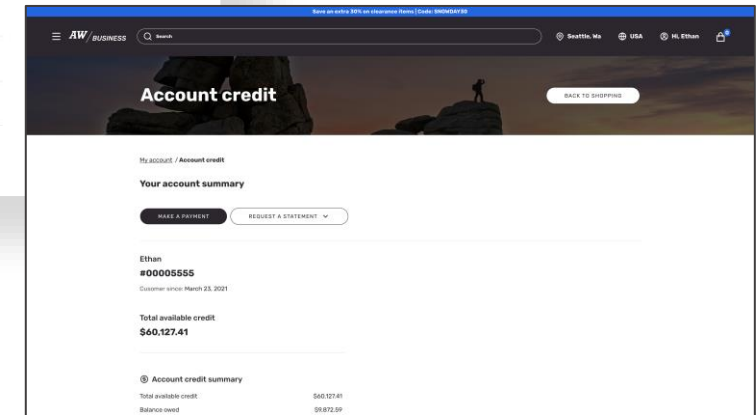 Save an extra 30% on clearance items | Code: SNOWDAY30
AW/BUSINESS Search Seattle, Wa USA Hi, Ethan 0
Account credit BACK TO SHOPPING
My account / Account credit
Your account summary
MAKE A PAYMENT REQUEST A STATEMENT
Ethan
#00005555
Cusomer since: March 23, 2021
Total available credit
$60,127.41
Account credit summary
Total available credit $60,127.41
Balance owed $9,872.59